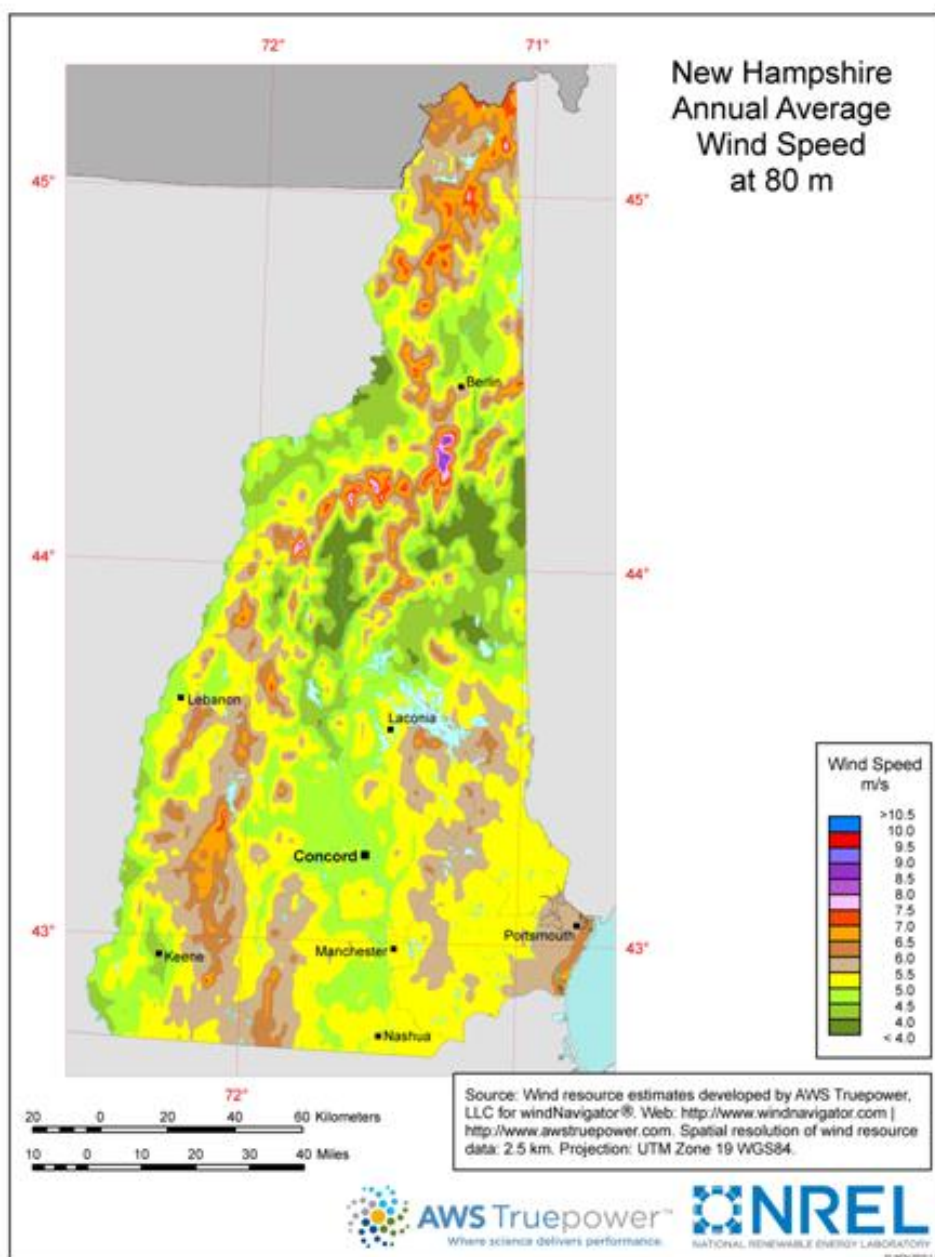 72°
71°
New Hampshire
Annual Average
Wind Speed
at 80 m
45°
45°
Berlin
44°
44°
Lebanon
Laconia
Wind Speed
m/s
>10.5
10.0
9.5
9.0
8.5
8.0
7.5
7.0
6.5
6.0
5.5
5.0
4.5
4.0
< 4.0
Concord
43°
Portsmouth
43°
Manchester
Keene
Nashua
72°
71°
20 0 20 40 60 Kilometers
10 0 10 20 30 40 Miles
Source: Wind resource estimates developed by AWS Truepower,
LLC for windNavigator®. Web: http://www.windnavigator.com |
http://www.awstruepower.com. Spatial resolution of wind resource
data: 2.5 km. Projection: UTM Zone 19 WGS84.
AWS Truepower™
Where science delivers performance.
NREL
NATIONAL RENEWABLE ENERGY LABORATORY